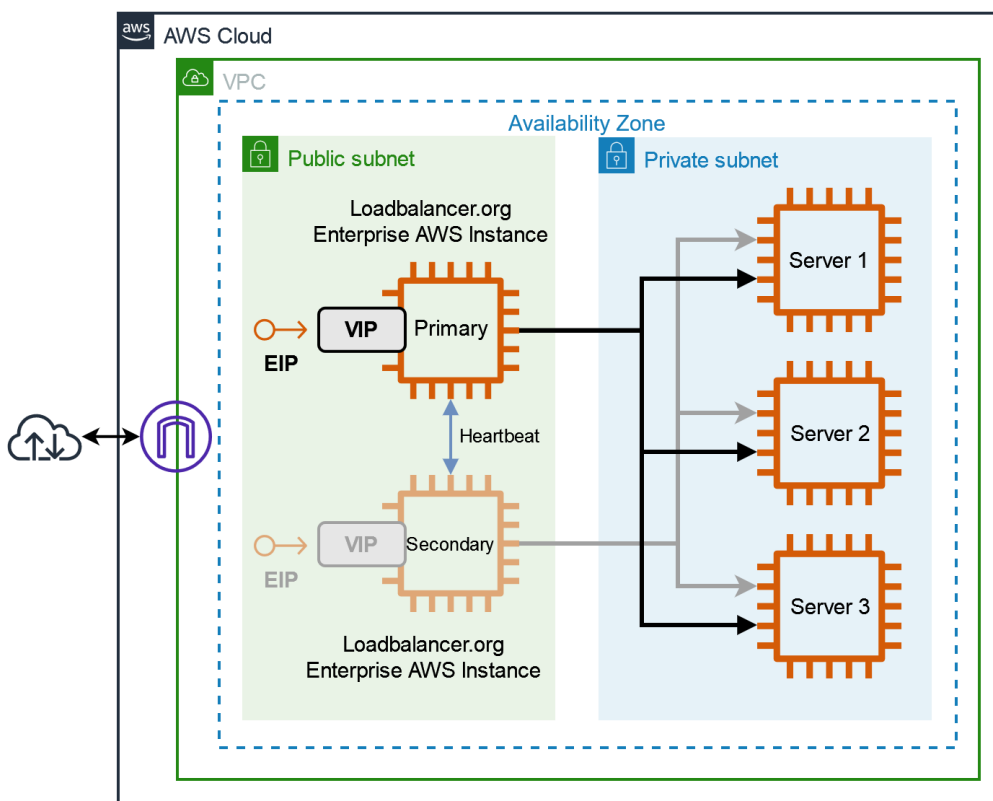 aws
AWS Cloud
VPC
Availability Zone
Public subnet
Private subnet
Loadbalancer.org
Enterprise AWS Instance
VIP
Primary
EIP
Heartbeat
VIP
Secondary
EIP
Loadbalancer.org
Enterprise AWS Instance
Server 1
Server 2
Server 3